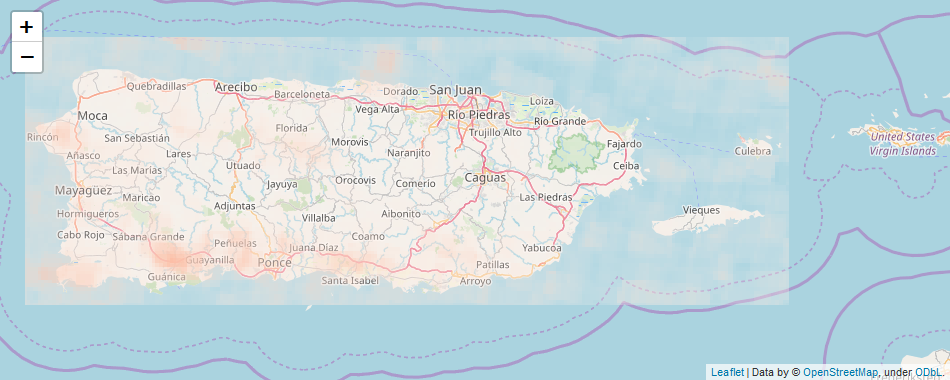 +
−
Quebradillas
Arecibo
Barceloneta
Dorado
San Juan
Vega Alta
Loíza
Moca
Río Piedras
Río Grande
Rincón
San Sebastián
Florida
Morovis
Trujillo Alto
Fajardo
United States
Virgin Islands
Añasco
Lares
Naranjito
Culebra
Las Marías
Utuado
Ceiba
Mayagüez
Jayuya
Orocovis
Comerío
Caguas
Maricao
Las Piedras
Hormigueros
Adjuntas
Villalba
Aibonito
Vieques
Cabo Rojo
Sábana Grande
Peñuelas
Coamo
Juana Díaz
Yabucoa
Guayanilla
Ponce
Patillas
Guánica
Santa Isabel
Arroyo
Leaflet | Data by © OpenStreetMap, under ODbL.